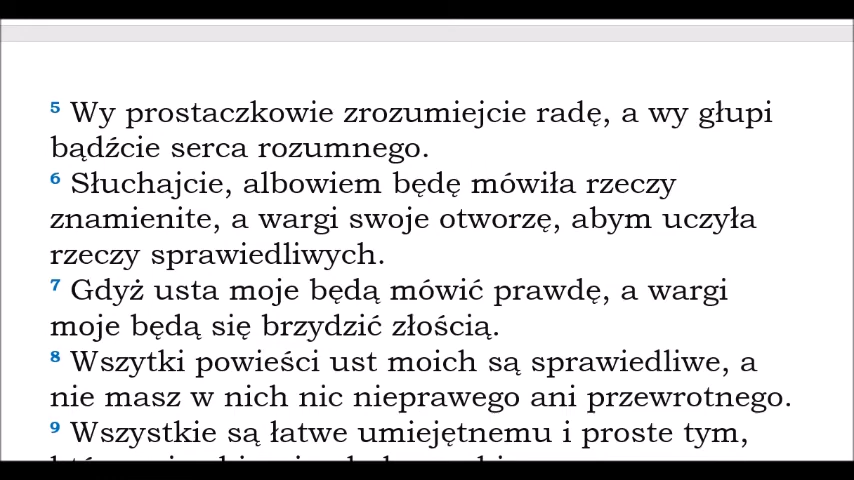 5 Wy prostaczkowie zrozumiejcie radę, a wy głupi
bądźcie serca rozumnego.
6 Słuchajcie, albowiem będę mówiła rzeczy
znamienite, a wargi swoje otworzę, abym uczyła
rzeczy sprawiedliwych.
7 Gdyż usta moje będą mówić prawdę, a wargi
moje będą się brzydzić złością.
8 Wszytki powieści ust moich są sprawiedliwe, a
nie masz w nich nic nieprawego ani przewrotnego.
9 Wszystkie są łatwe umiejętnemu i proste tym,